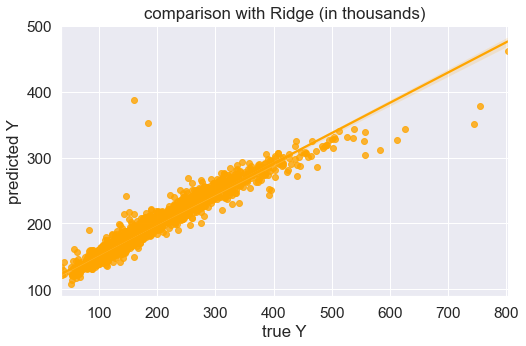 comparison with Ridge (in thousands)
500
400
300
200
100
predicted Y
100 200 300 400 500 600 700 800
true Y